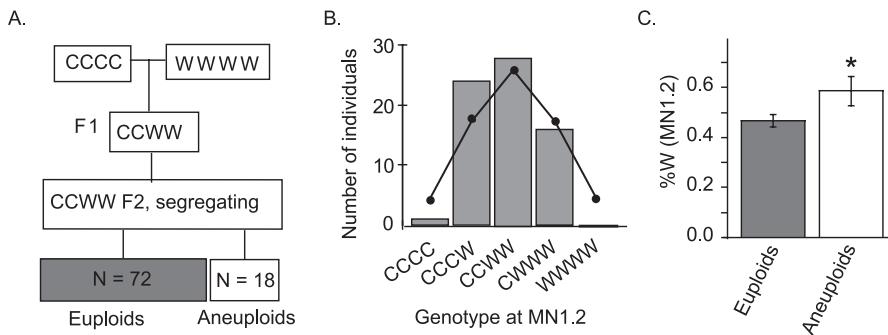 A.
CCCC
WWWW
F1
CCWW
CCWW F2, segregating
N = 72
N = 18
Euploids
Aneuploids
B.
Number of individuals
30
20
10
0
CCCC
CCCW
CCWW
CWWW
WWWW
Genotype at MN1.2
C.
%W (MN1.2)
0.6
0.4
0.2
0.0
*
Euploids
Aneuploids